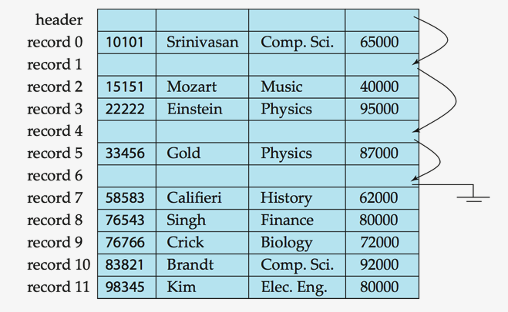 header
record 0 10101 Srinivasan Comp. Sci. 65000
record 1
record 2 15151 Mozart Music 40000
record 3 22222 Einstein Physics 95000
record 4
record 5 33456 Gold Physics 87000
record 6
record 7 58583 Califieri History 62000
record 8 76543 Singh Finance 80000
record 9 76766 Crick Biology 72000
record 10 83821 Brandt Comp. Sci. 92000
record 11 98345 Kim Elec. Eng. 80000